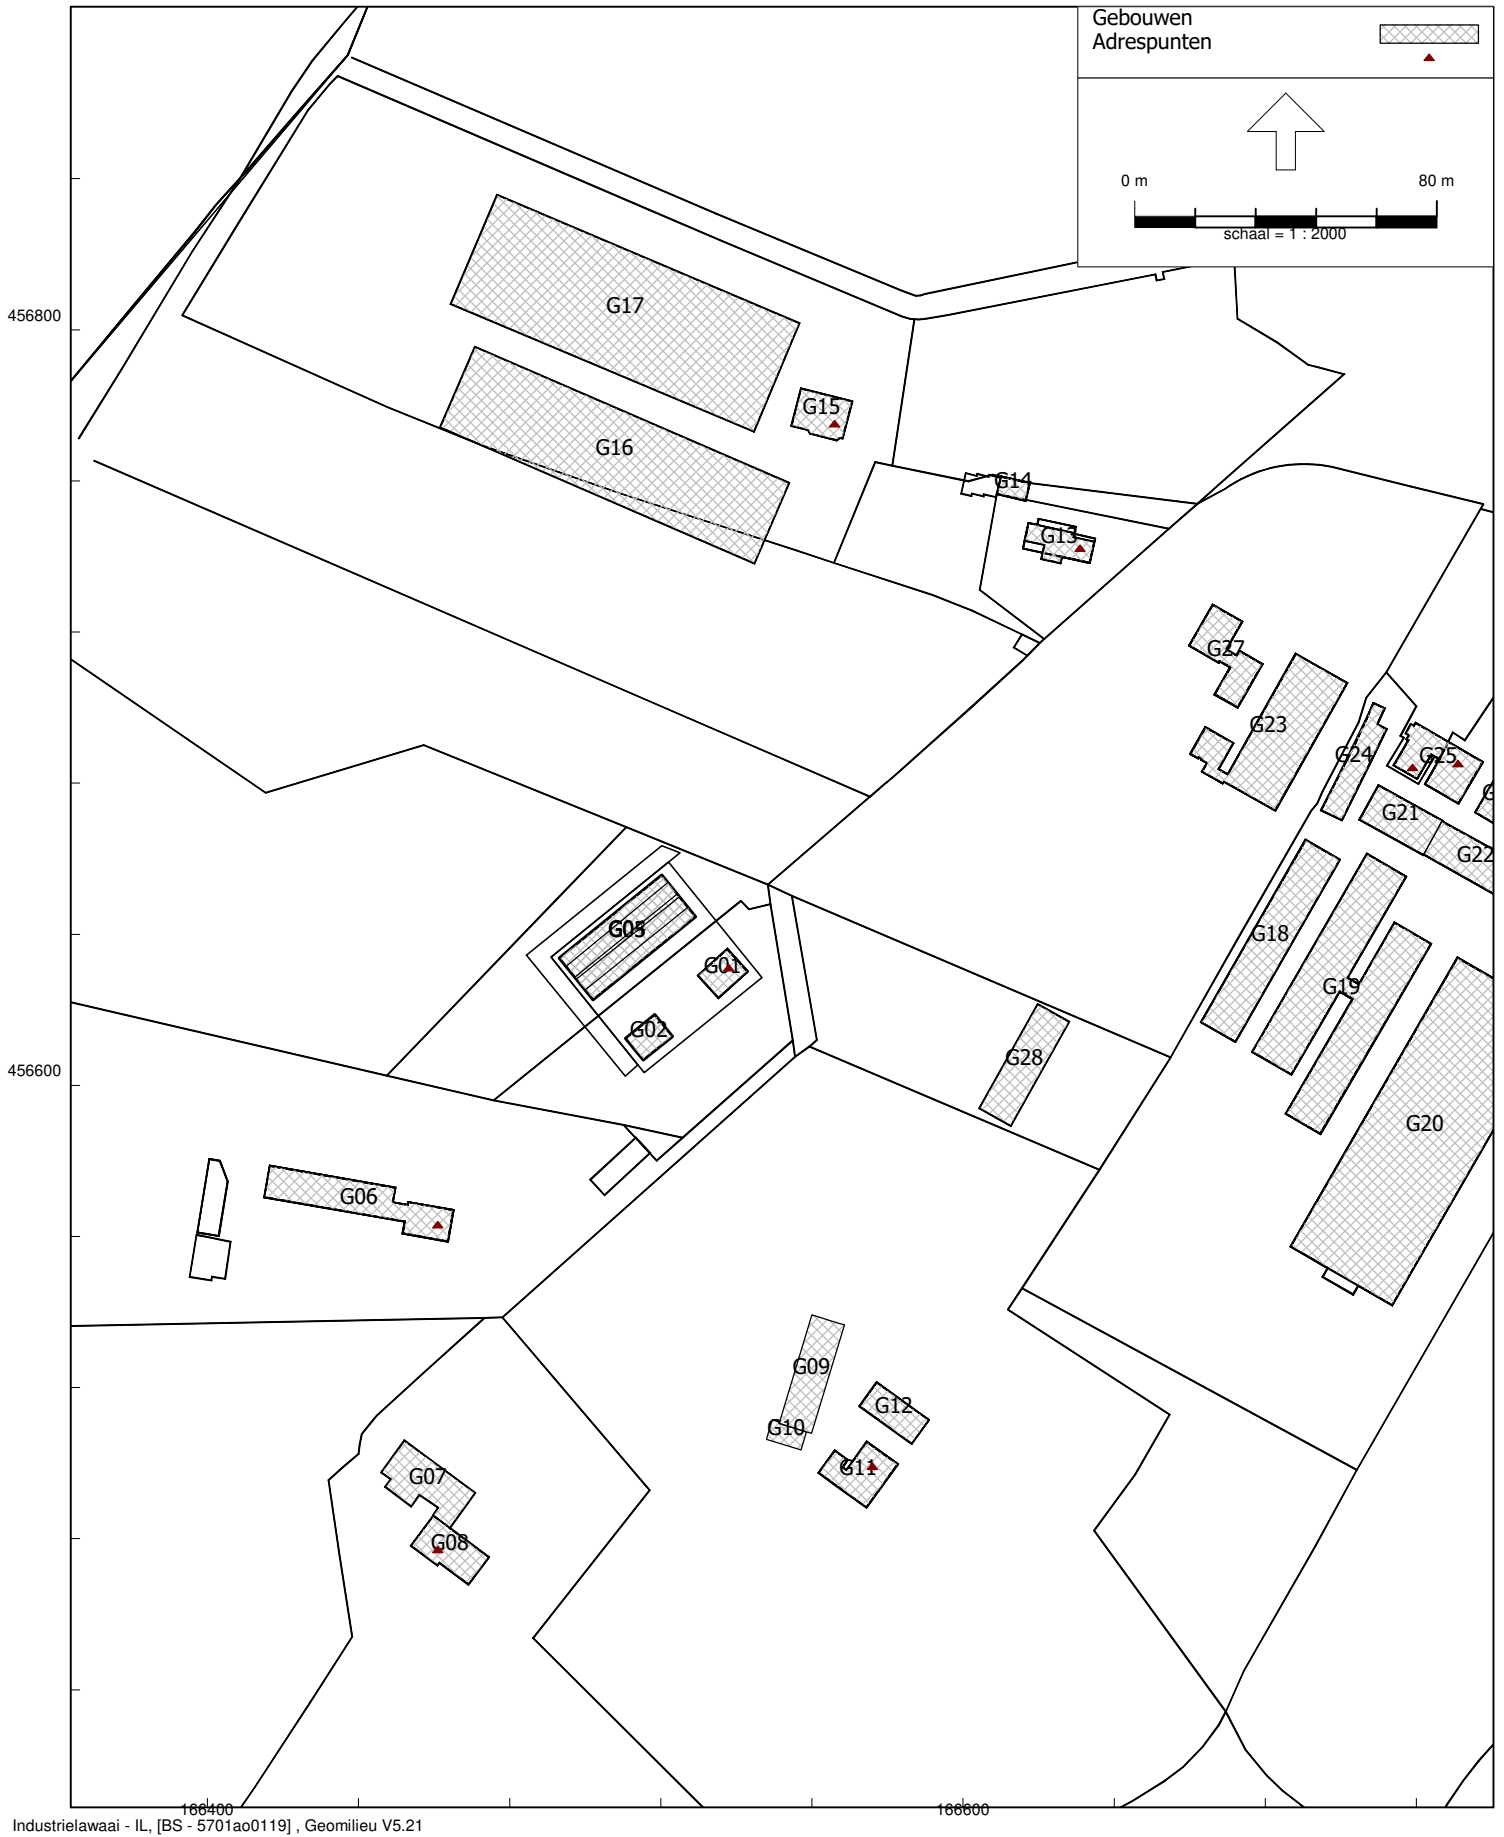 Gebouwen
Adrespunten
0 m 80 m
schaal = 1 : 2000
456800
G17
G15
G16
G14
G13
G27
G23
G24
G25
G
G21
G22
G05
G18
G01
G19
G02
G28
456600
G20
G06
G09
G12
G10
G11
G07
G08
166400
166600
Industrielawaai - IL, [BS - 5701ao0119] , Geomilieu V5.21